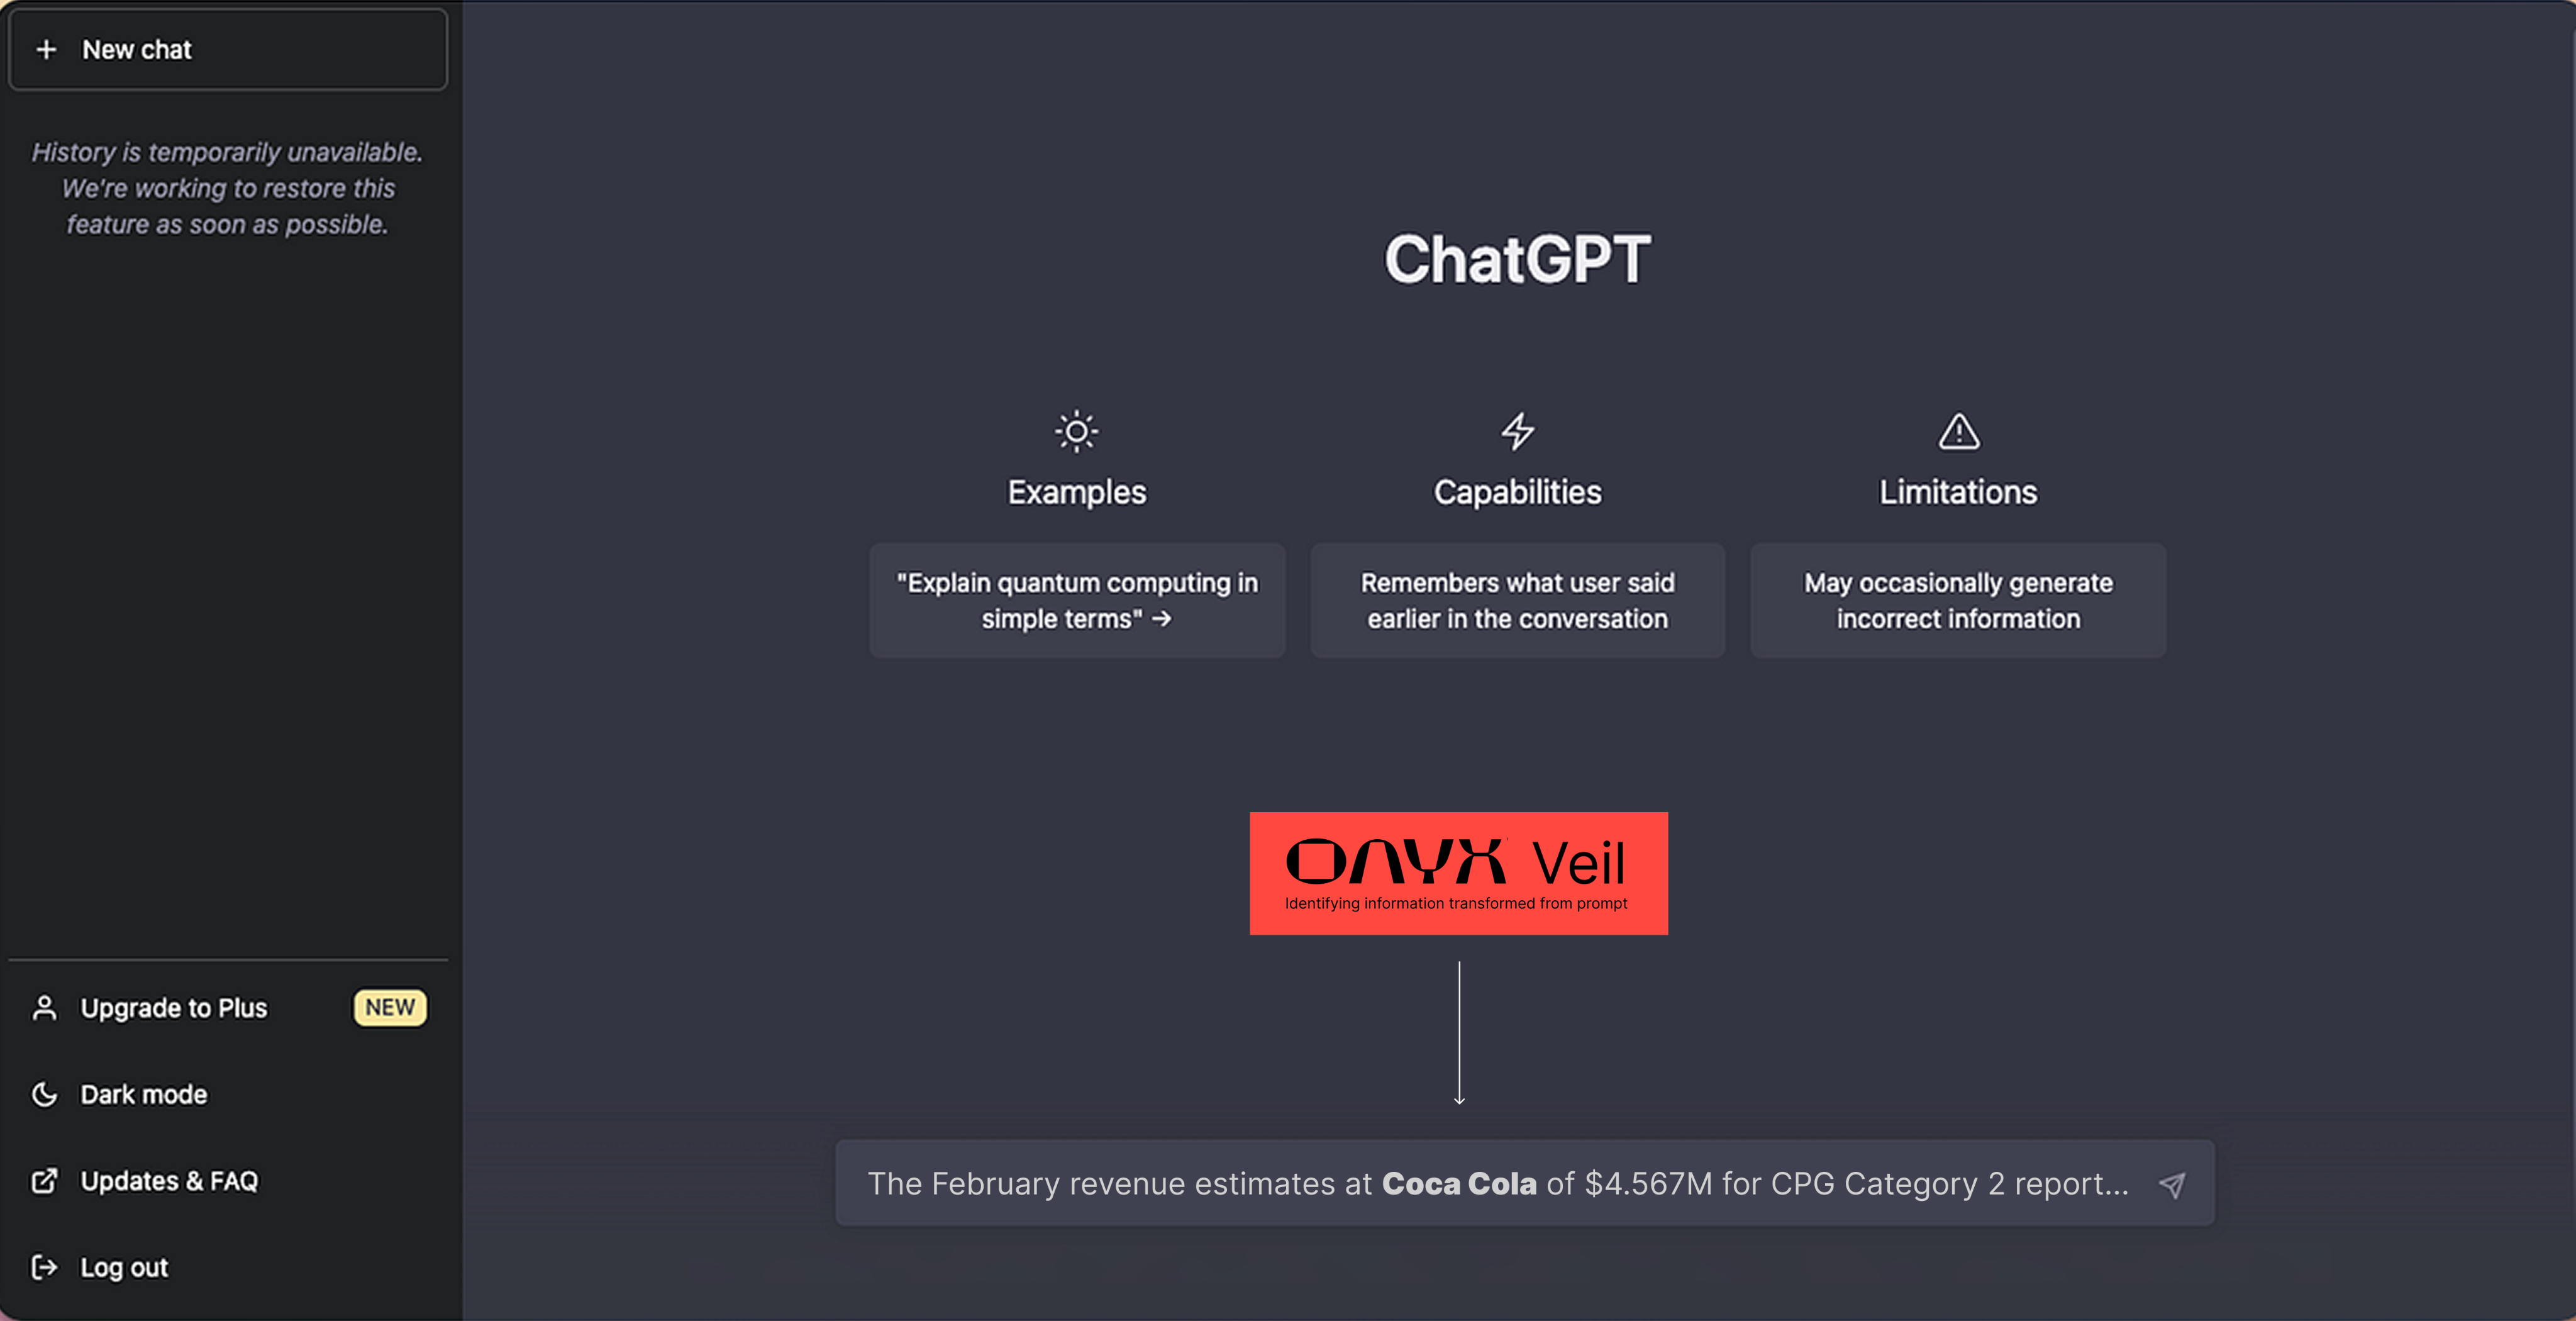 New chat
History is temporarily unavailable.
We're working to restore this
feature as soon as possible.
ChatGPT
Examples
Capabilities
Limitations
"Explain quantum computing in
simple terms" →
Remembers what user said
earlier in the conversation
May occasionally generate
incorrect information
ONYX Veil
Identifying information transformed from prompt
Upgrade to Plus
NEW
Dark mode
Updates & FAQ
Log out
The February revenue estimates at Coca Cola of $4.567M for CPG Category 2 report...